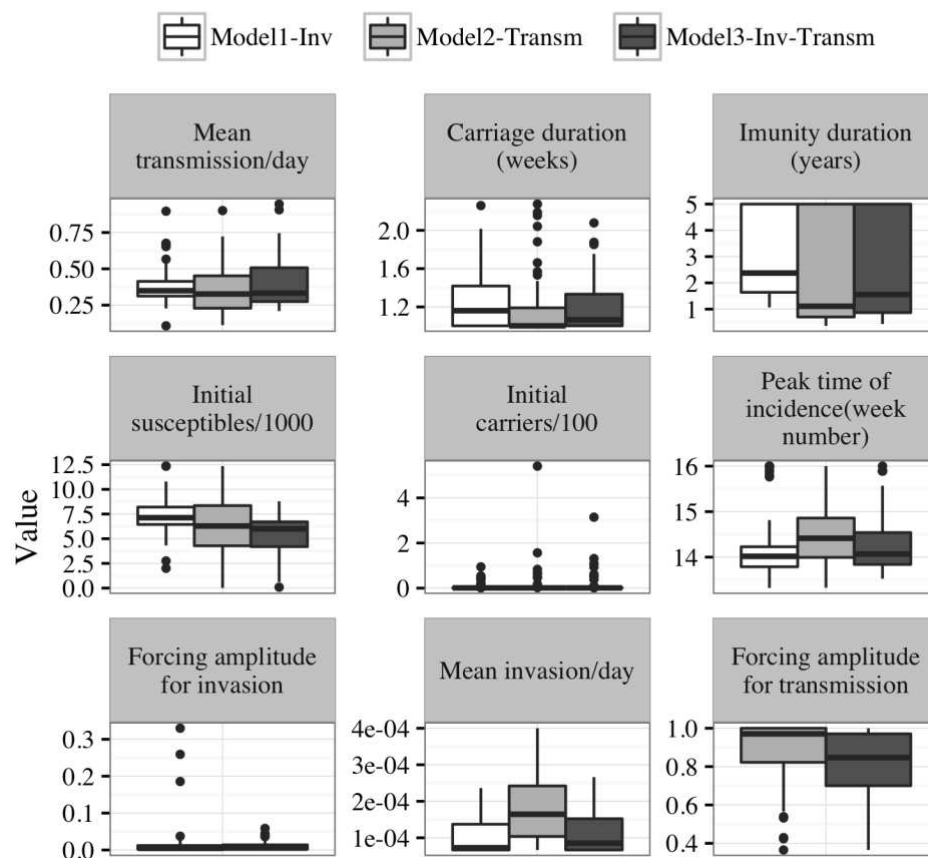 Model1-Inv Model2-Transm Model3-Inv-Transm
Mean
transmission/day
0.75
0.50
0.25
Carriage duration
(weeks)
2.0
1.6
1.2
Imunity duration
(years)
5
4
3
2
1
Value
Initial
susceptibles/1000
12.5
10.0
7.5
5.0
2.5
0.0
Initial
carriers/100
4
2
0
Peak time of
incidence(week
number)
16
15
14
Forcing amplitude
for invasion
0.3
0.2
0.1
0.0
Mean invasion/day
4e-04
3e-04
2e-04
1e-04
Forcing amplitude
for transmission
1.0
0.8
0.6
0.4